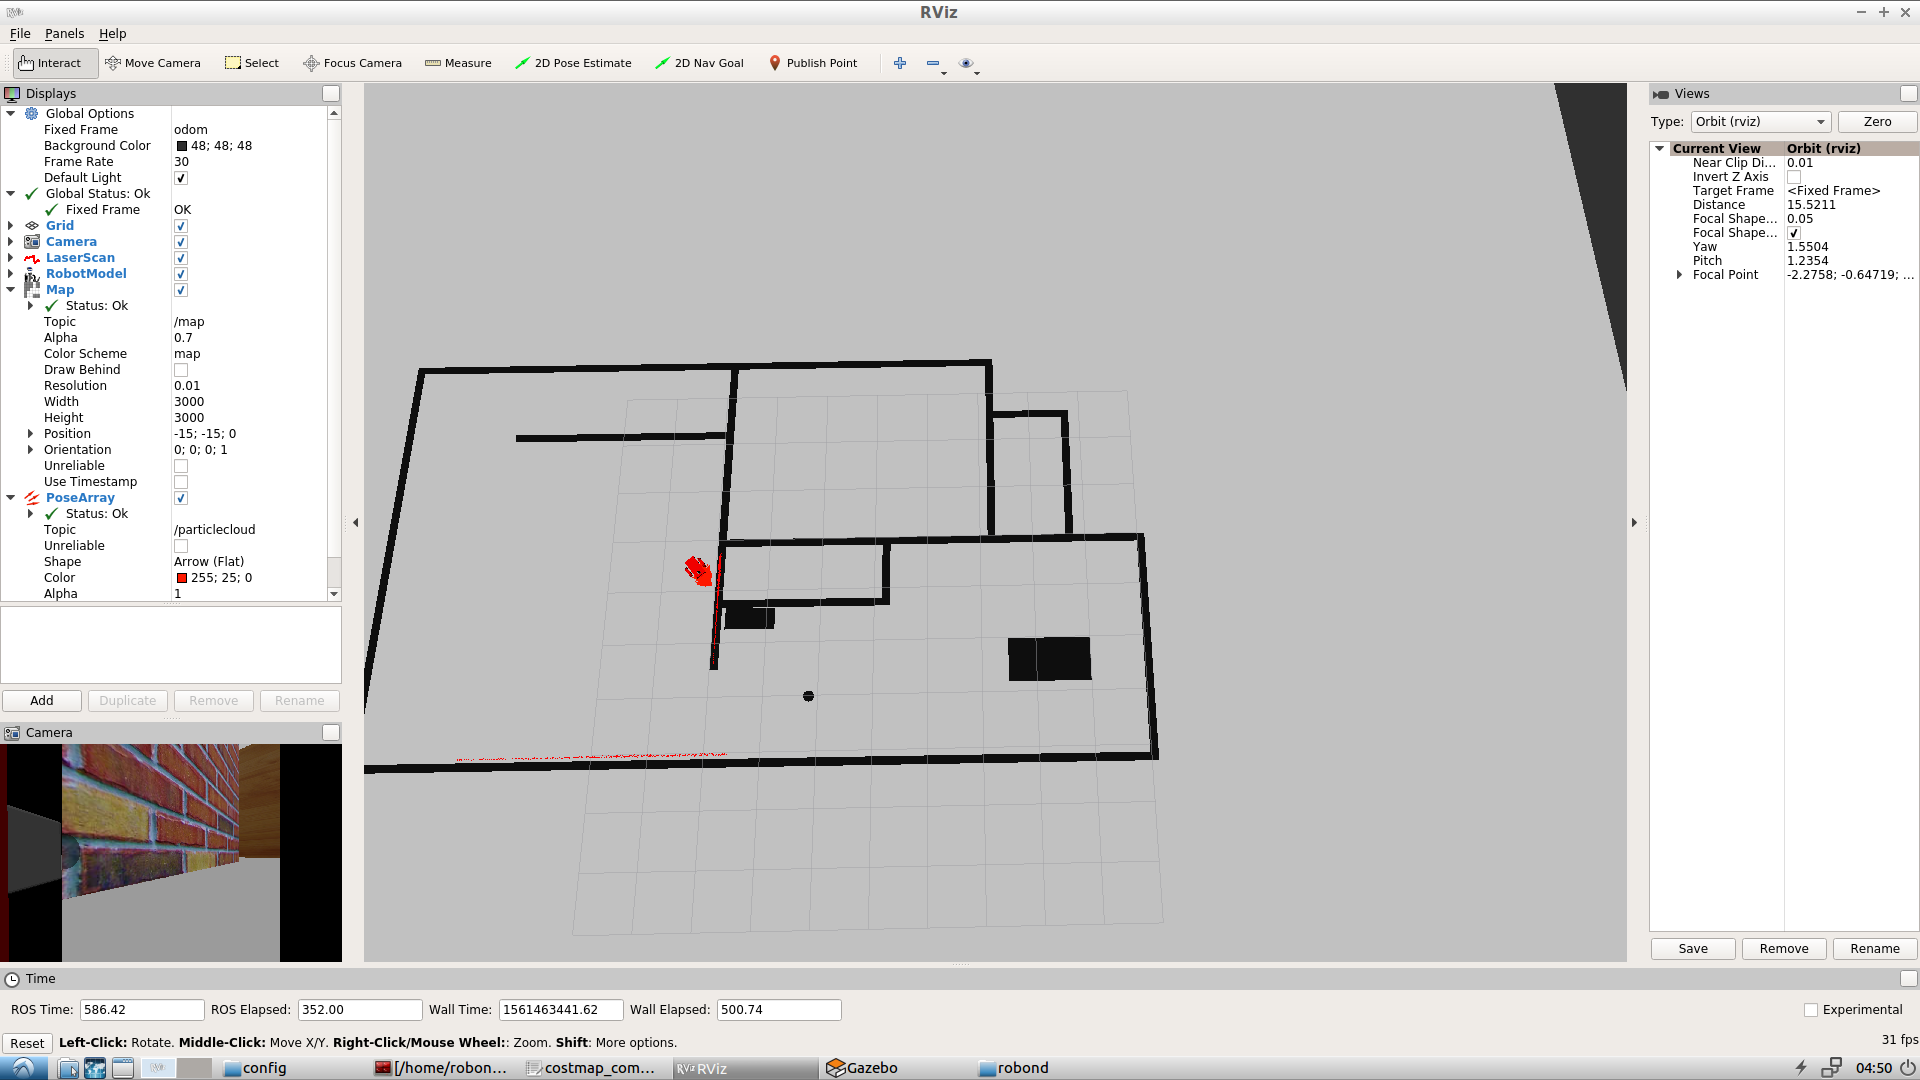 RViz
RViz
File Panels Help
Interact Move Camera Select Focus Camera Measure 2D Pose Estimate 2D Nav Goal Publish Point
Displays
Global Options
Fixed Frame odom
Background Color 48; 48; 48
Frame Rate 30
Default Light
Global Status: Ok
Fixed Frame OK
Grid
Camera
LaserScan
RobotModel
Map
Status: Ok
Topic /map
Alpha 0.7
Color Scheme map
Draw Behind
Resolution 0.01
Width 3000
Height 3000
Position -15; -15; 0
Orientation 0; 0; 0; 1
Unreliable
Use Timestamp
PoseArray
Status: Ok
Topic /particlecloud
Unreliable
Shape Arrow (Flat)
Color 255; 25; 0
Alpha 1
Add Duplicate Remove Rename
Camera
Views
Type: Orbit (rviz) Zero
Current View Orbit (rviz)
Near Clip Di... 0.01
Invert Z Axis
Target Frame <Fixed Frame>
Distance 15.5211
Focal Shape... 0.05
Focal Shape...
Yaw 1.5504
Pitch 1.2354
Focal Point -2.2758; -0.64719; ...
Save Remove Rename
Time
ROS Time: 586.42 ROS Elapsed: 352.00 Wall Time: 1561463441.62 Wall Elapsed: 500.74 Experimental
Reset Left-Click: Rotate. Middle-Click: Move X/Y. Right-Click/Mouse Wheel:: Zoom. Shift: More options. 31 fps
RViz config [/home/robon... costmap_com... RViz RViz Gazebo robond 04:50